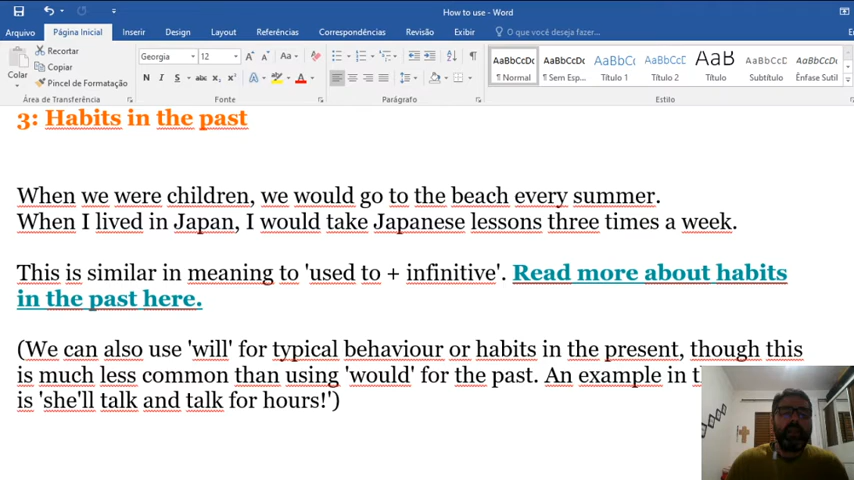 How to use - Word
Arquivo Página Inicial Inserir Design Layout Referências Correspondências Revisão Exibir O que você deseja fazer...
Colar
Recortar
Copiar
Pincel de Formatação
Área de Transferência
Georgia 12
N I S abc x₂ x²
Fonte
Parágrafo
AaBbCcDc AaBbCcDc AaBbCc AaBbCcD AaB AaBbCcD AaBbCcDc
¶ Normal ¶ Sem Esp... Título 1 Título 2 Título Subtítulo Ênfase Sutil
Estilo
3: Habits in the past
When we were children, we would go to the beach every summer.
When I lived in Japan, I would take Japanese lessons three times a week.
This is similar in meaning to 'used to + infinitive'. Read more about habits
in the past here.
(We can also use 'will' for typical behaviour or habits in the present, though this
is much less common than using 'would' for the past. An example in
is 'she'll talk and talk for hours!')